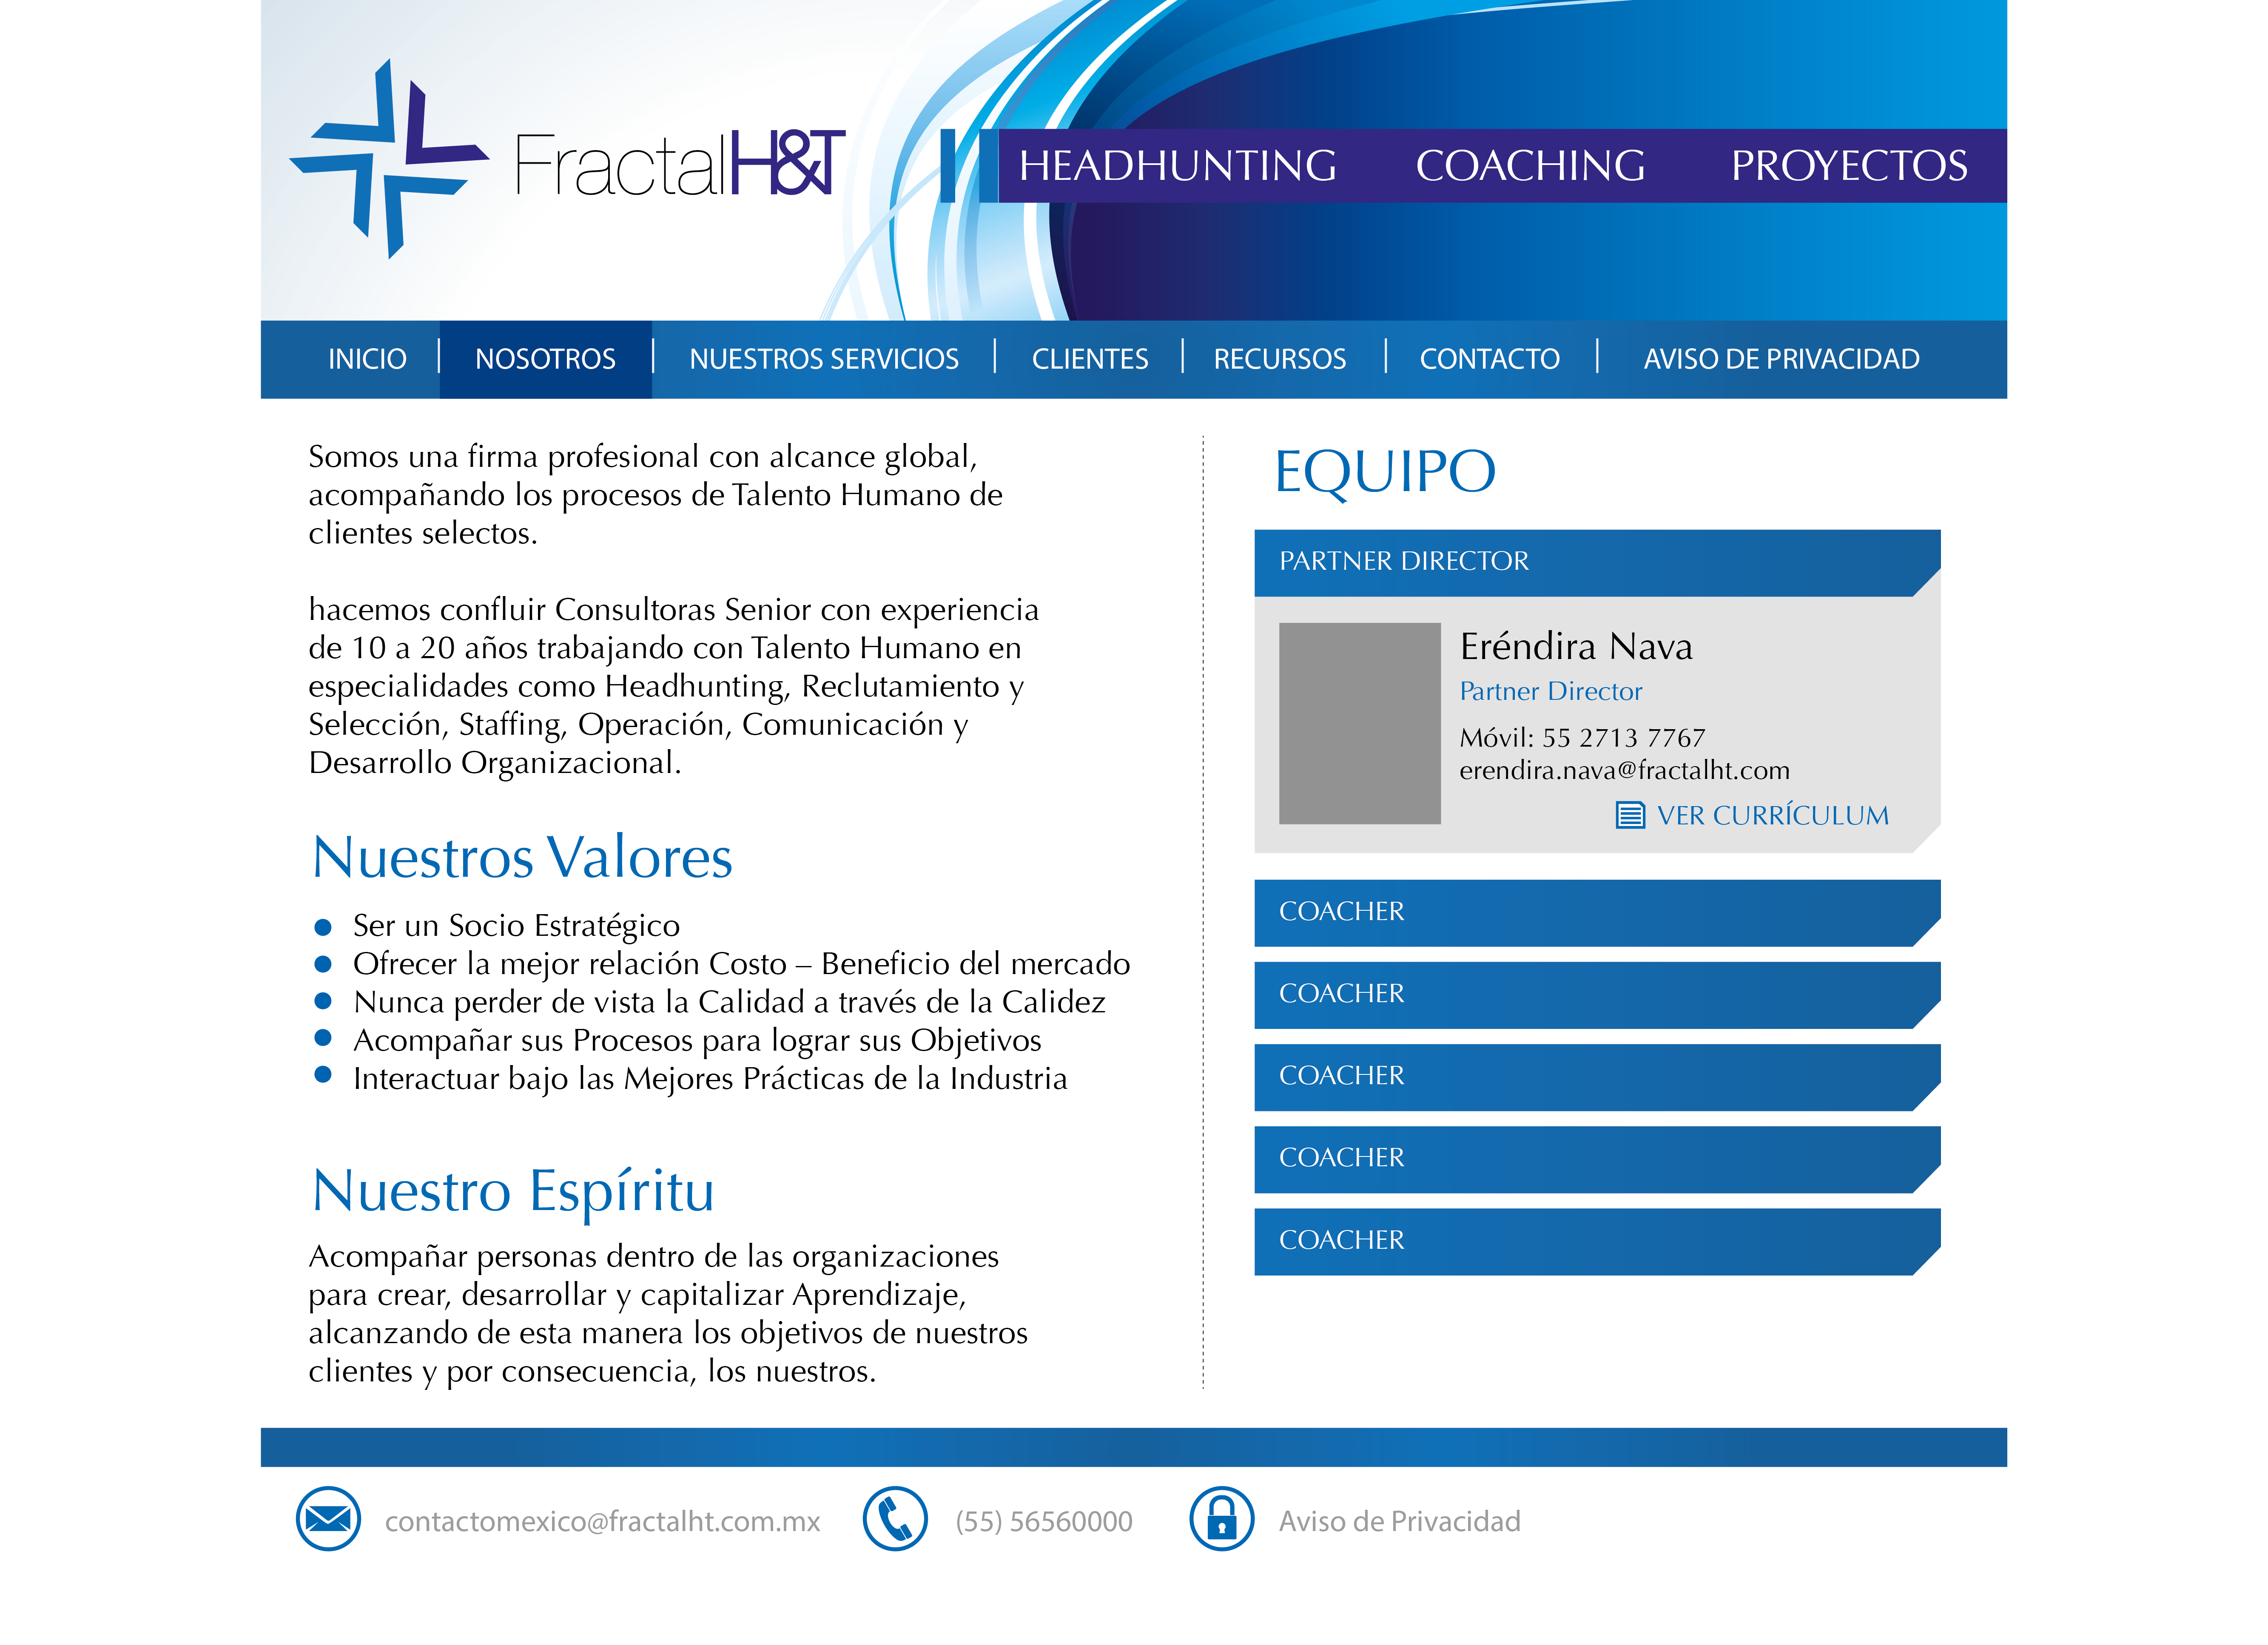 FractalH&T
HEADHUNTING COACHING PROYECTOS
INICIO NOSOTROS NUESTROS SERVICIOS CLIENTES RECURSOS CONTACTO AVISO DE PRIVACIDAD
Somos una firma profesional con alcance global,
acompañando los procesos de Talento Humano de
clientes selectos.
hacemos confluir Consultoras Senior con experiencia
de 10 a 20 años trabajando con Talento Humano en
especialidades como Headhunting, Reclutamiento y
Selección, Staffing, Operación, Comunicación y
Desarrollo Organizacional.
Nuestros Valores
Ser un Socio Estratégico
Ofrecer la mejor relación Costo – Beneficio del mercado
Nunca perder de vista la Calidad a través de la Calidez
Acompañar sus Procesos para lograr sus Objetivos
Interactuar bajo las Mejores Prácticas de la Industria
Nuestro Espíritu
Acompañar personas dentro de las organizaciones
para crear, desarrollar y capitalizar Aprendizaje,
alcanzando de esta manera los objetivos de nuestros
clientes y por consecuencia, los nuestros.
EQUIPO
PARTNER DIRECTOR
Eréndira Nava
Partner Director
Móvil: 55 2713 7767
erendira.nava@fractalht.com
VER CURRÍCULUM
COACHER
COACHER
COACHER
COACHER
COACHER
contactomexico@fractalht.com.mx (55) 56560000 Aviso de Privacidad